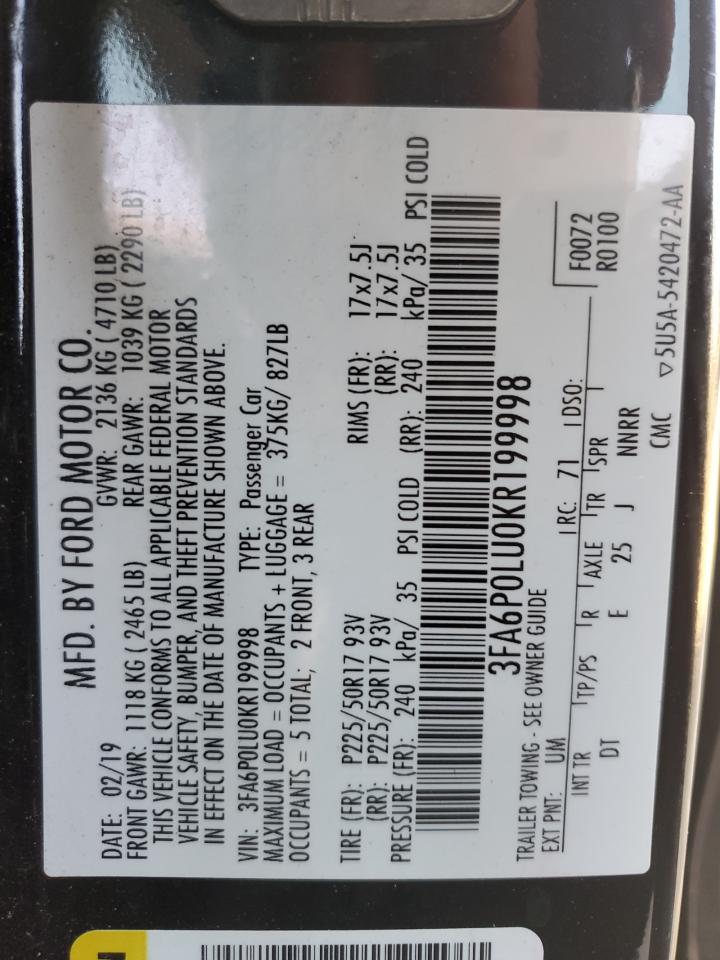 MFD. BY FORD MOTOR CO.
DATE: 02/19 GVWR: 2136 KG ( 4710 LB)
FRONT GAWR: 1118 KG ( 2465 LB) REAR GAWR: 1039 KG ( 2290 LB)
THIS VEHICLE CONFORMS TO ALL APPLICABLE FEDERAL MOTOR
VEHICLE SAFETY, BUMPER, AND THEFT PREVENTION STANDARDS
IN EFFECT ON THE DATE OF MANUFACTURE SHOWN ABOVE.
VIN: 3FA6P0LU0KR199998 TYPE: Passenger Car
MAXIMUM LOAD = OCCUPANTS + LUGGAGE = 375KG/ 827LB
OCCUPANTS = 5 TOTAL; 2 FRONT, 3 REAR
TIRE (FR): P225/50R17 93V RIMS (FR): 17x7.5J
(RR): P225/50R17 93V (RR): 17x7.5J
PRESSURE (FR): 240 kPa/ 35 PSI COLD (RR): 240 kPa/ 35 PSI COLD
3FA6P0LU0KR199998
TRAILER TOWING - SEE OWNER GUIDE
EXT PNT: UM RC: 71 DSO: F0072
R0100
INT TR TP/PS R AXLE TR SPR
DT E 25 J NNRR
CMC ▽5U5A-5420472-AA